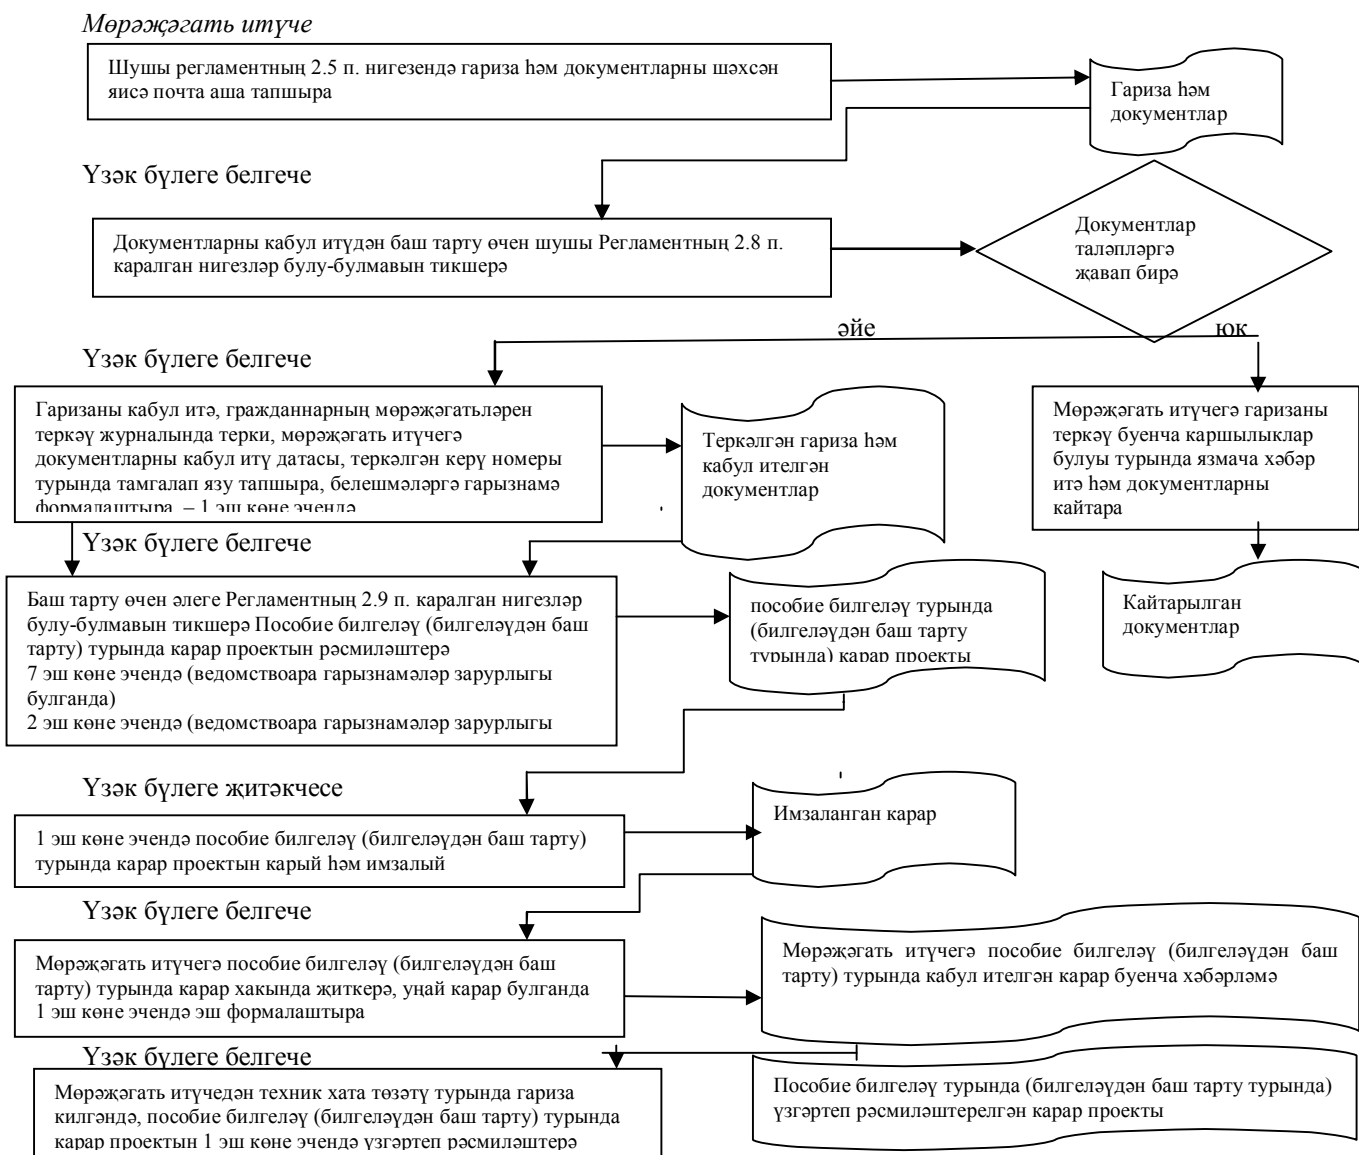 Мөрәҗәгать итүче
Шушы регламентның 2.5 п. нигезендә гариза һәм документларны шәхсән
яисә почта аша тапшыра
Гариза һәм
документлар
Үзәк бүлеге белгече
Документларны кабул итүдән баш тарту өчен шушы Регламентның 2.8 п.
каралган нигезләр булу-булмавын тикшерә
Документлар
таләпләргә
җавап бирә
әйе
юк
Үзәк бүлеге белгече
Гаризаны кабул итә, гражданнарның мөрәҗәгатьләрен
теркәү журналында терки, мөрәҗәгать итүчегә
документларны кабул итү датасы, теркәлгән керү номеры
турында тамгалап язу тапшыра, белешмәләргә гарызнамә
формалаштыра – 1 эш көне эчендә
Теркәлгән гариза һәм
кабул ителгән
документлар
Мөрәҗәгать итүчегә гаризаны
теркәү буенча каршылыклар
булуы турында язмача хәбәр
итә һәм документларны
кайтара
Үзәк бүлеге белгече
Баш тарту өчен әлеге Регламентның 2.9 п. каралган нигезләр
булу-булмавын тикшерә Пособие билгеләү (билгеләүдән баш
тарту) турында карар проектын рәсмиләштерә
7 эш көне эчендә (ведомствоара гарызнамәләр зарурлыгы
булганда)
2 эш көне эчендә (ведомствоара гарызнамәләр зарурлыгы
пособие билгеләү турында
(билгеләүдән баш тарту
турында) карар проекты
Кайтарылган
документлар
Үзәк бүлеге җитәкчесе
1 эш көне эчендә пособие билгеләү (билгеләүдән баш тарту)
турында карар проектын карый һәм имзалый
Имзаланган карар
Үзәк бүлеге белгече
Мөрәҗәгать итүчегә пособие билгеләү (билгеләүдән баш
тарту) турында карар хакында җиткерә, уңай карар булганда
1 эш көне эчендә эш формалаштыра
Мөрәҗәгать итүчегә пособие билгеләү (билгеләүдән баш
тарту) турында кабул ителгән карар буенча хәбәрләмә
Үзәк бүлеге белгече
Мөрәҗәгать итүчедән техник хата төзәтү турында гариза
килгәндә, пособие билгеләү (билгеләүдән баш тарту) турында
карар проектын 1 эш көне эчендә үзгәртеп рәсмиләштерә
Пособие билгеләү турында (билгеләүдән баш тарту турында)
үзгәртеп рәсмиләштерелгән карар проекты